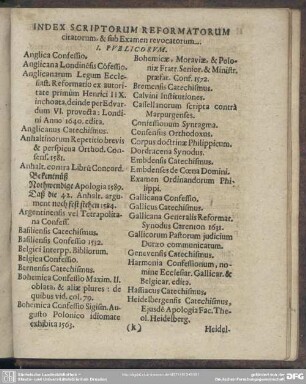 INDEX SCRIPTORUM REFORMATORUM
citatorum, & sub Examen revocatorum.
I. PUBLICORUM.
Anglica Confessio.
Anglicana Londinēsis Cōfessio.
Anglicanarum Legum Eccle-
siast. Reformatio ex autori-
tate primùm Henrici IIX.
inchoata, deinde per Edvar-
dum VI. provecta: Londi-
ni Anno 1640. edita.
Anglicanus Catechismus.
Anhaltinorum Repetitio brevis
& perspicua Orthod. Con-
sens. 1581.
Anhalt. contra Librū Concord.
Bekentnüß
Nothwendige Apologia 1589.
Daß die 42. Anhalt. argum-
ment noch fest stehen 1584.
Argentinensis vel Tetrapolita-
na Confess.
Basiliensis Catechismus.
Basiliensis Confessio 1532.
Belgici Interpp. Bibliorum.
Belgica Confessio.
Bernensis Catechismus.
Bohemica Confessio Maxim. II.
oblata, & aliæ plures: de
quibus vid. col. 79.
Bohemica Confessio Sigism. Au-
gusto Polonico idiomate
exhibita 1563.
Bohemicæ, Moraviæ, & Polo-
niæ Fratr. Senior. & Ministr.
præfat. Conf. 1572.
Bremensis Catechismus.
Calvini Institutiones.
Cassellanorum scripta contrà
Marpurgenses.
Confessionum Syntagma.
Consensus Orthodoxus.
Corpus doctrinæ Philippicum.
Dordracena Synodus.
Embdensis Catechismus.
Embdenses de Cœna Domini.
Examen Ordinandorum Phi-
lippi.
Gallicana Confessio.
Gallicus Catechismus.
Gallicana Generalis Reformat.
Synodus Carenton 1631.
Gallicorum Pastorum judicium
Duræo communicatum.
Genevensis Catechismus.
Harmonia Confessionum, no-
mine Ecclesiar. Gallicar. &
Belgicar. edita.
Hassiacus Catechismus,
Heidelbergensis Catechismus,
Ejusdē Apologia Fac. The-
ol. Heidelberg.
(k) Heidel-